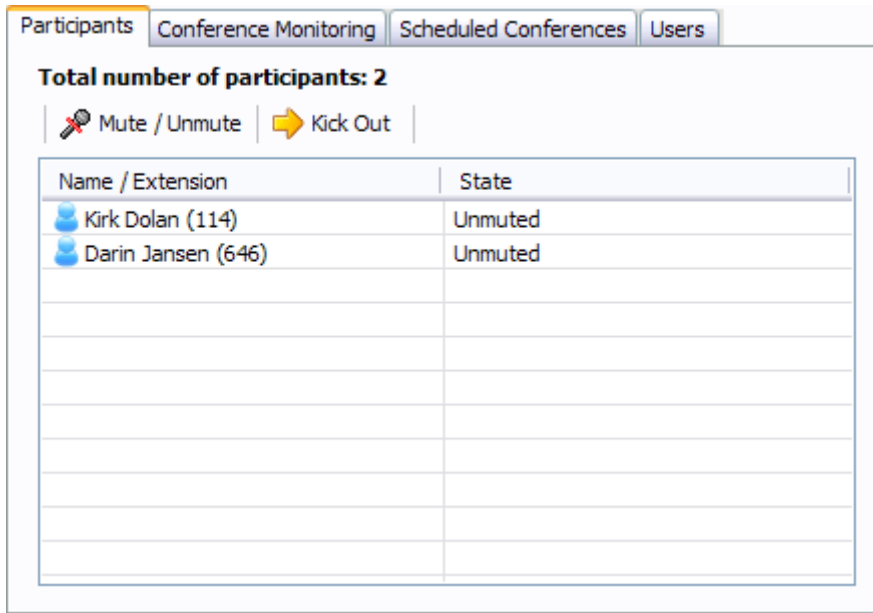 Participants Conference Monitoring Scheduled Conferences Users
Total number of participants: 2
Mute / Unmute Kick Out
Name / Extension State
Kirk Dolan (114) Unmuted
Darin Jansen (646) Unmuted